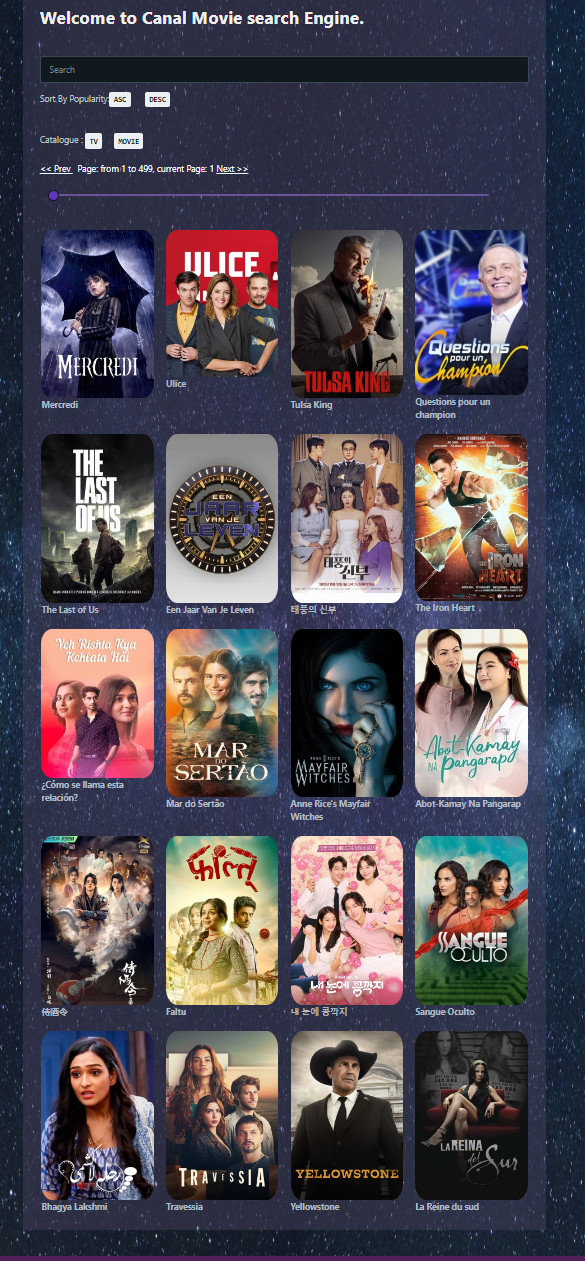 Welcome to Canal Movie search Engine.
Search
Sort By Popularity: ASC DESC
Catalogue : TV MOVIE
<< Prev Page: from 1 to 499, current Page: 1 Next >>
MERCREDI
ULICE
TULSA KING
Questions
pour un
Champion
Mercredi
Ulice
Tulsa King
Questions pour un
champion
THE
LAST
OF US
EEN
JAAR
VAN JE
LEVEN
태풍의
신부
THE IRON
HEART
The Last of Us
Een Jaar Van Je Leven
태풍의 신부
The Iron Heart
Yeh Rishta Kya
Kehlata Hai
MAR
DO
SERTÃO
ANNE RICE'S
MAYFAIR
WITCHES
Abot-Kamay
NA Pangarap
¿Cómo se llama esta
relación?
Mar do Sertão
Anne Rice's Mayfair
Witches
Abot-Kamay Na Pangarap
侍酒令
फ़ालतू
내 눈에 콩깍지
SANGUE
OCULTO
侍酒令
Faltu
내 눈에 콩깍지
Sangue Oculto
TRAVESSIA
YELLOWSTONE
LA REINA
del
Sur
Bhagya Lakshmi
Travessia
Yellowstone
La Reine du sud